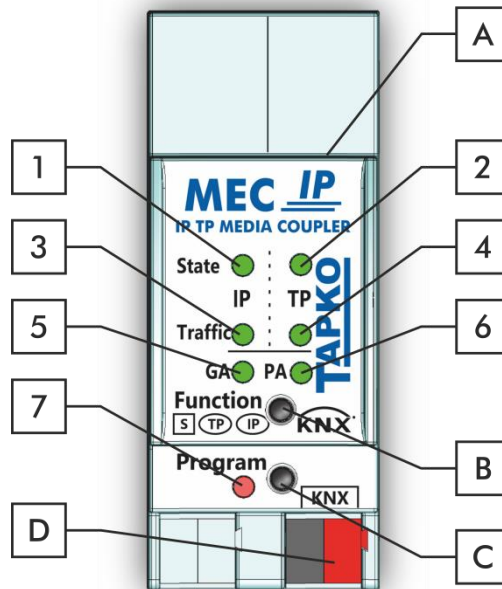 A
MEC IP
IP TP MEDIA COUPLER
1
2
State
IP TP
3
4
Traffic
TAPKO
5
GA PA
6
Function
S TP IP
KNX
7
Program
B
KNX
D
C